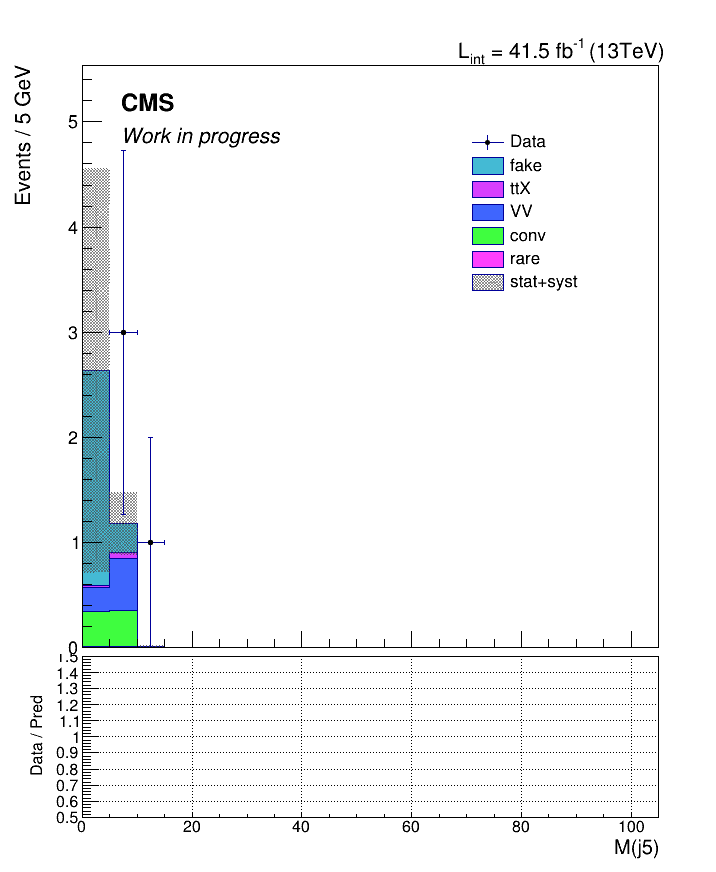 L_int = 41.5 fb^-1 (13TeV)
Events / 5 GeV
CMS
Work in progress
5
4
3
2
1
0
Data
fake
ttX
VV
conv
rare
stat+syst
Data / Pred
1.5
1.4
1.3
1.2
1.1
1
0.9
0.8
0.7
0.6
0.5
0 20 40 60 80 100
M(j5)